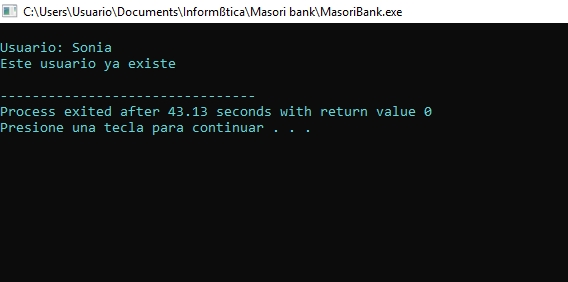 C:\Users\Usuario\Documents\Informßtica\Masori bank\MasoriBank.exe
Usuario: Sonia
Este usuario ya existe
--------------------------------
Process exited after 43.13 seconds with return value 0
Presione una tecla para continuar . . .